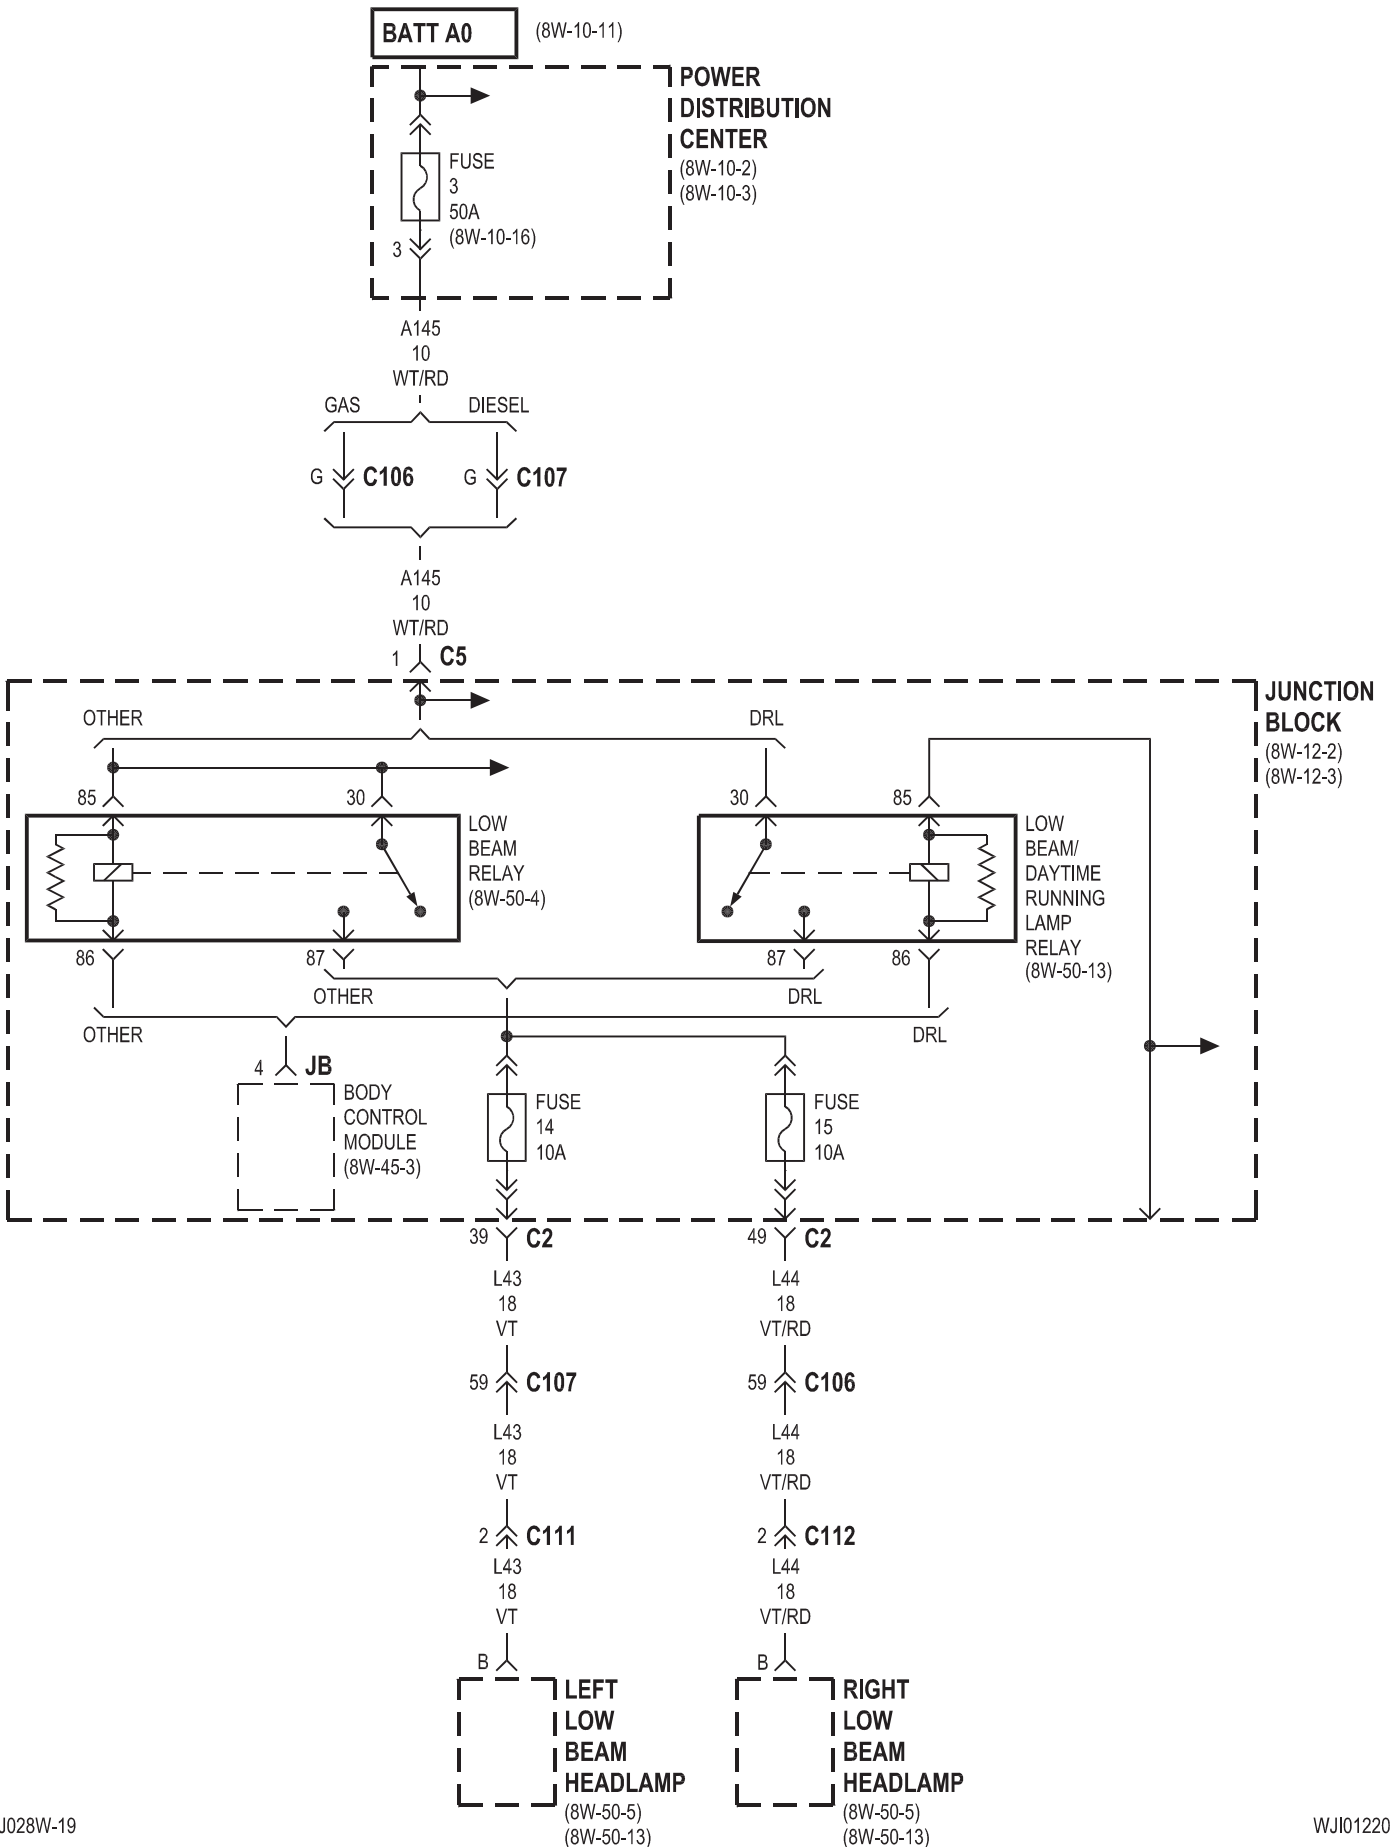 BATT A0
(8W-10-11)
POWER
DISTRIBUTION
CENTER
(8W-10-2)
(8W-10-3)
FUSE
3
50A
(8W-10-16)
3
A145
10
WT/RD
GAS
DIESEL
G
C106
G
C107
A145
10
WT/RD
1
C5
JUNCTION
BLOCK
(8W-12-2)
(8W-12-3)
OTHER
DRL
85
30
30
85
LOW
BEAM
RELAY
(8W-50-4)
LOW
BEAM/
DAYTIME
RUNNING
LAMP
RELAY
(8W-50-13)
86
87
87
86
OTHER
DRL
OTHER
DRL
4
JB
BODY
CONTROL
MODULE
(8W-45-3)
FUSE
14
10A
FUSE
15
10A
39
C2
49
C2
L43
18
VT
L44
18
VT/RD
59
C107
59
C106
L43
18
VT
L44
18
VT/RD
2
C111
2
C112
L43
18
VT
L44
18
VT/RD
B
B
LEFT
LOW
BEAM
HEADLAMP
(8W-50-5)
(8W-50-13)
RIGHT
LOW
BEAM
HEADLAMP
(8W-50-5)
(8W-50-13)
J028W-19
WJI01220